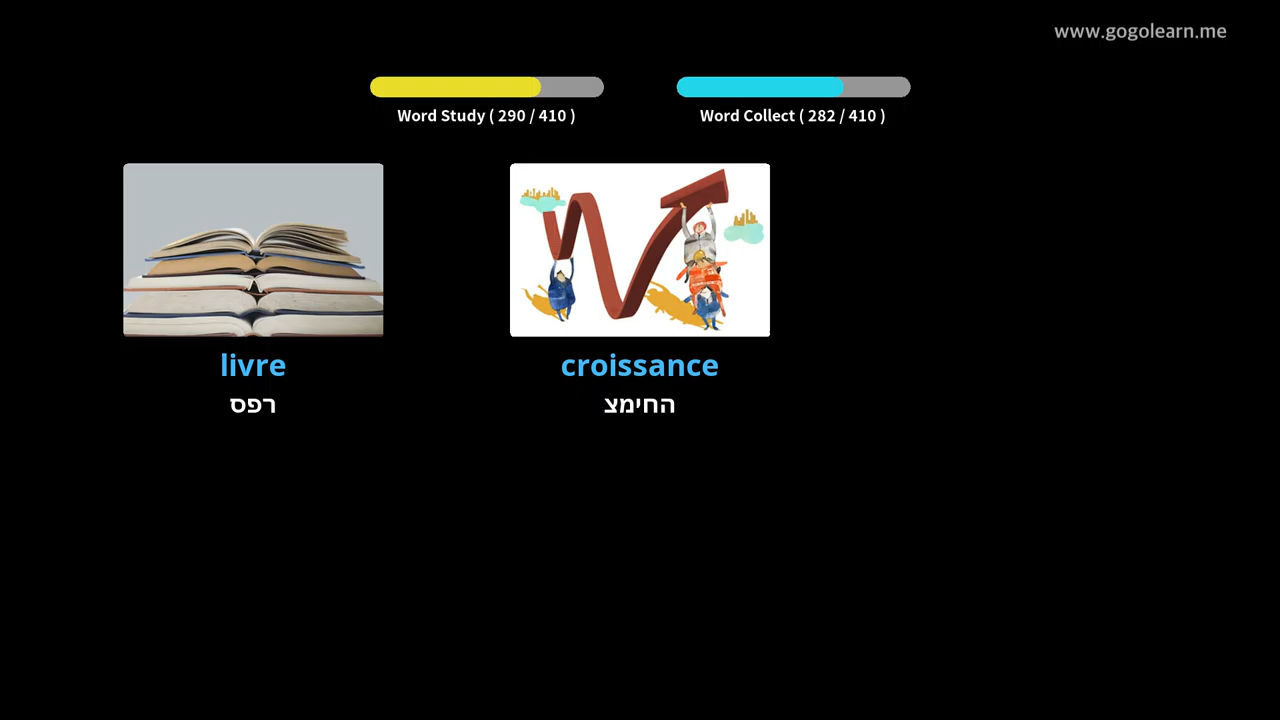 www.gogolearn.me
Word Study ( 290 / 410 )
Word Collect ( 282 / 410 )
livre
רפס
croissance
החימצ